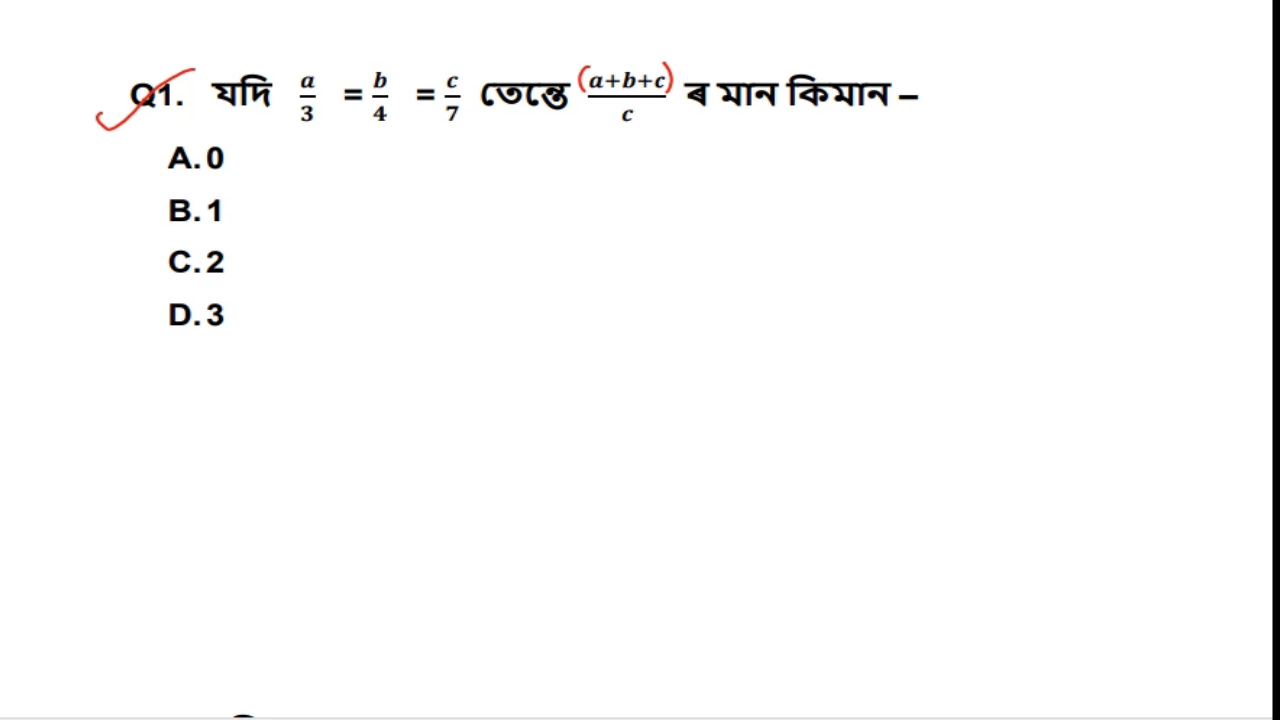 Q1. যদি a/3 = b/4 = c/7 তেন্তে (a+b+c)/c ৰ মান কিমান –
A. 0
B. 1
C. 2
D. 3